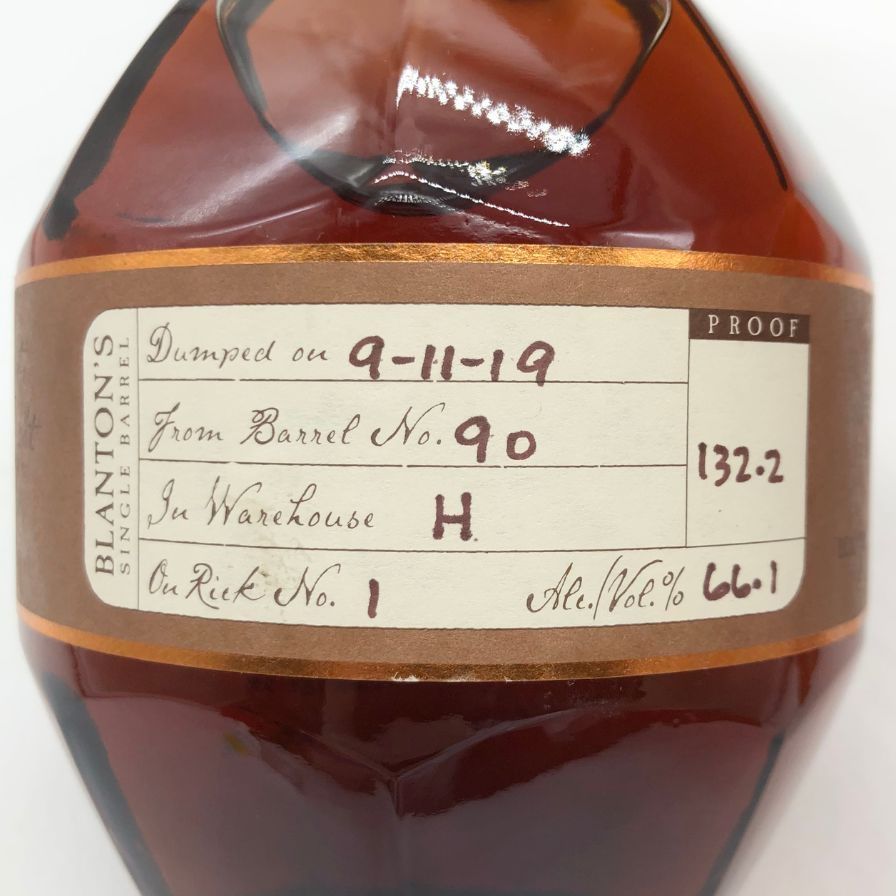 BLANTON'S
SINGLE BARREL
Dumped on 9-11-19
From Barrel No. 90
In Warehouse H
On Rick No. 1
PROOF
132.2
Alc./Vol.% 66.1